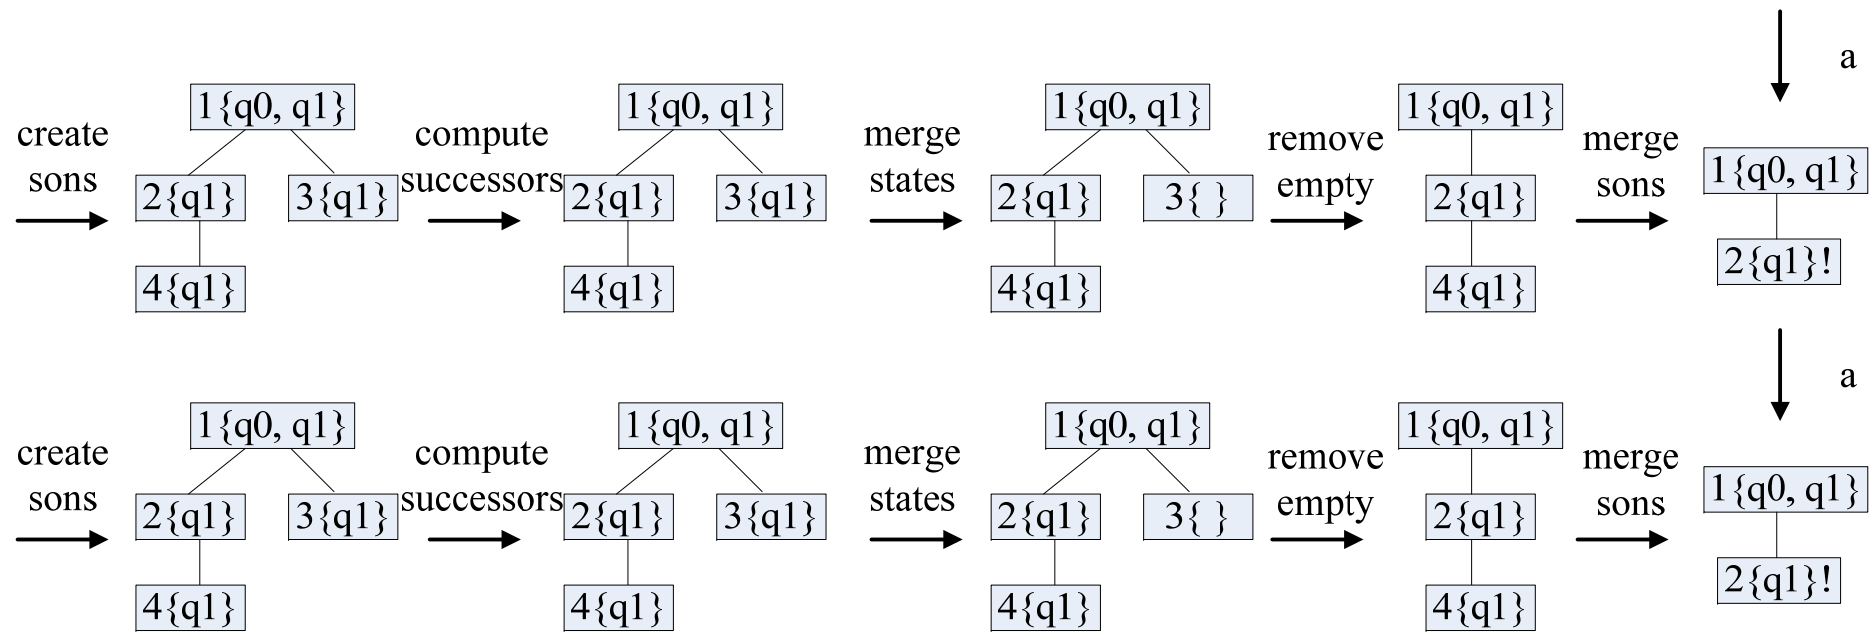 a
1{q0, q1}
1{q0, q1}
1{q0, q1}
1{q0, q1}
create
sons
compute
successors
merge
states
remove
empty
merge
sons
1{q0, q1}
2{q1}
3{q1}
2{q1}
3{q1}
2{q1}
3{ }
2{q1}
2{q1}!
4{q1}
4{q1}
4{q1}
4{q1}
a
1{q0, q1}
1{q0, q1}
1{q0, q1}
1{q0, q1}
create
sons
compute
successors
merge
states
remove
empty
merge
sons
1{q0, q1}
2{q1}
3{q1}
2{q1}
3{q1}
2{q1}
3{ }
2{q1}
2{q1}!
4{q1}
4{q1}
4{q1}
4{q1}